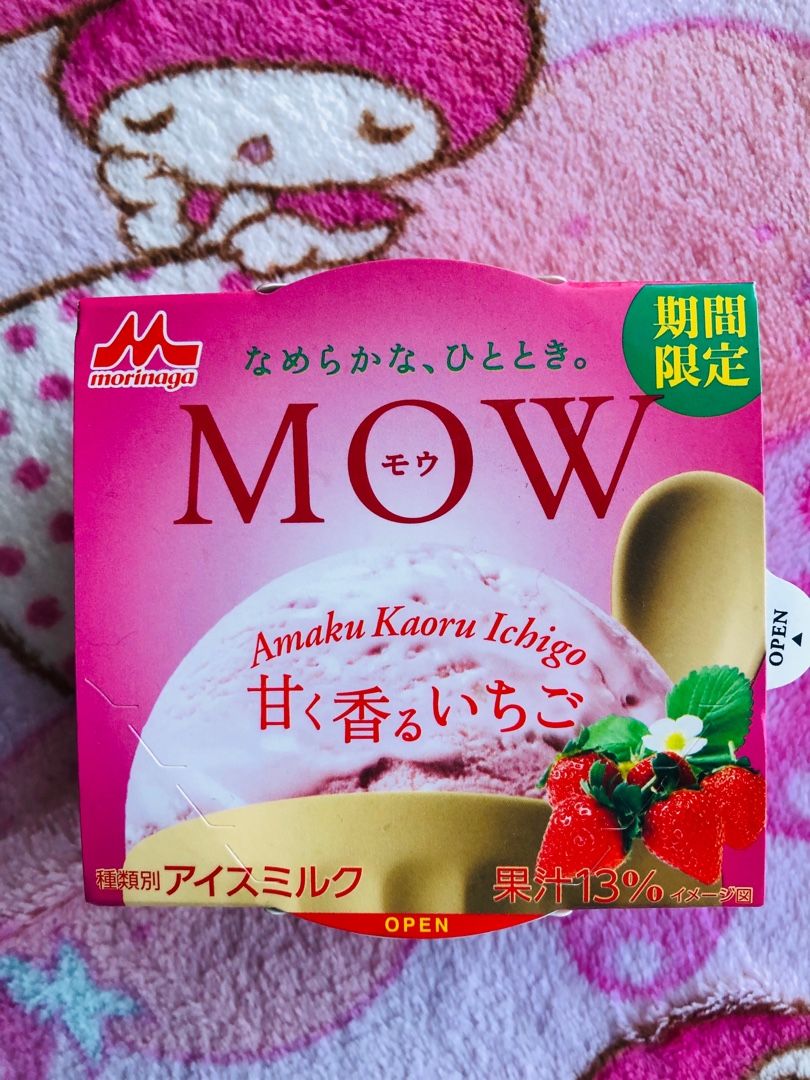 morinaga
なめらかな、ひととき。
期間
限定
MOW
モウ
Amaku Kaoru Ichigo
甘く香るいちご
OPEN
種類別 アイスミルク
果汁13% イメージ図
OPEN